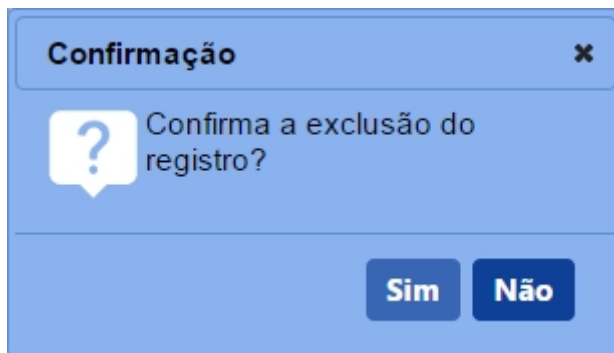 Confirmação
Confirma a exclusão do
registro?
Sim Não